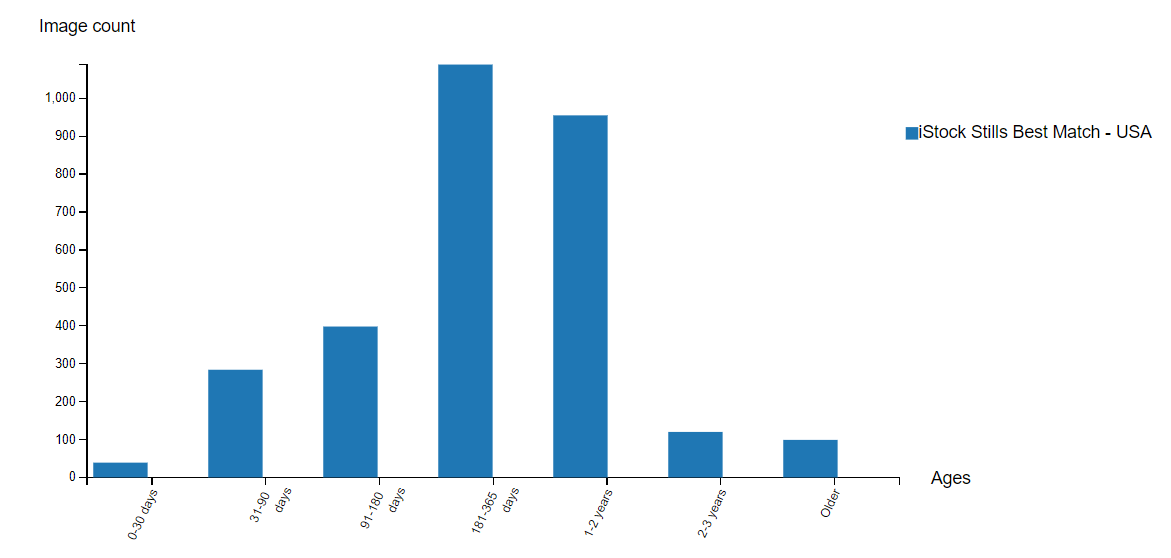 Image count
1,000
900
800
700
600
500
400
300
200
100
0
iStock Stills Best Match - USA
Ages
0-30 days
31-90
days
91-180
days
181-365
days
1-2 years
2-3 years
Older